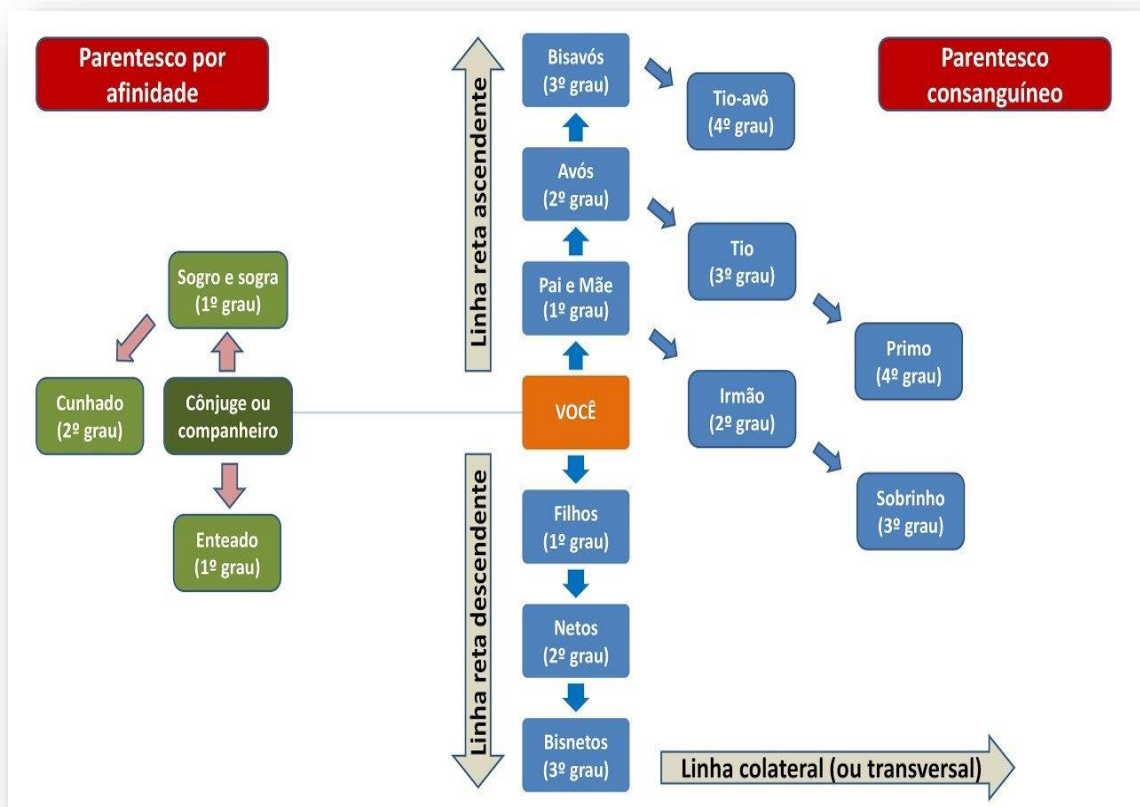 Parentesco por
afinidade
Parentesco
consanguíneo
Linha reta ascendente
Bisavós
(3º grau)
Tio-avô
(4º grau)
Avós
(2º grau)
Tio
(3º grau)
Pai e Mãe
(1º grau)
Primo
(4º grau)
Sogro e sogra
(1º grau)
Cunhado
(2º grau)
Cônjuge ou
companheiro
VOCÊ
Irmão
(2º grau)
Linha reta descendente
Filhos
(1º grau)
Sobrinho
(3º grau)
Enteado
(1º grau)
Netos
(2º grau)
Bisnetos
(3º grau)
Linha colateral (ou transversal)